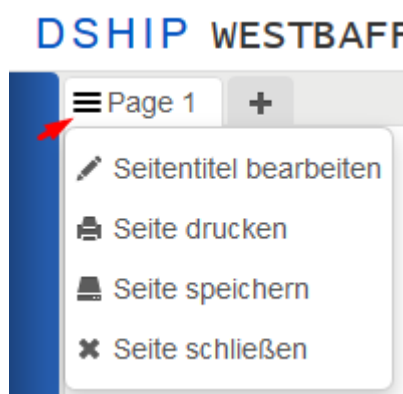 DSHIP WESTBAFF
Page 1
Seitentitel bearbeiten
Seite drucken
Seite speichern
Seite schließen